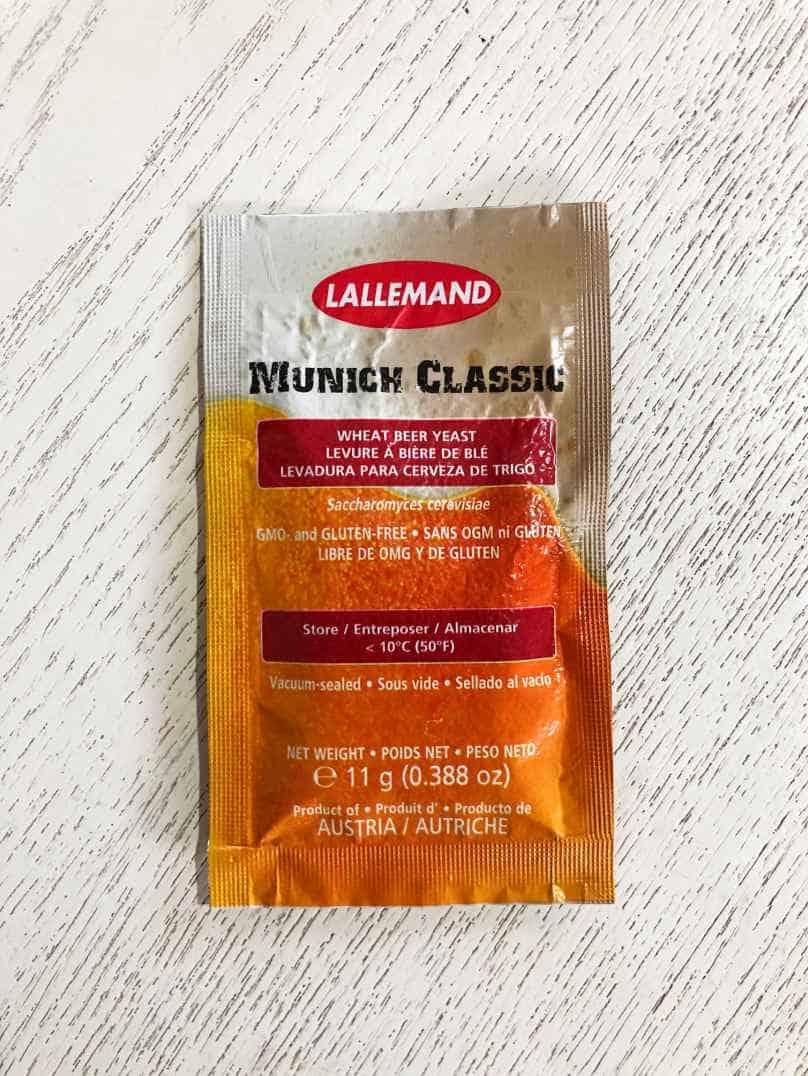 LALLEMAND
MUNICH CLASSIC
WHEAT BEER YEAST
LEVURE À BIÈRE DE BLÉ
LEVADURA PARA CERVEZA DE TRIGO
Saccharomyces cerevisiae
GMO- and GLUTEN-FREE • SANS OGM ni GLUTEN
LIBRE DE OMG Y DE GLUTEN
Store / Entreposer / Almacenar
< 10°C (50°F)
Vacuum-sealed • Sous vide • Sellado al vacío
NET WEIGHT • POIDS NET • PESO NETO:
℮ 11 g (0.388 oz)
Product of • Produit d' • Producto de
AUSTRIA / AUTRICHE